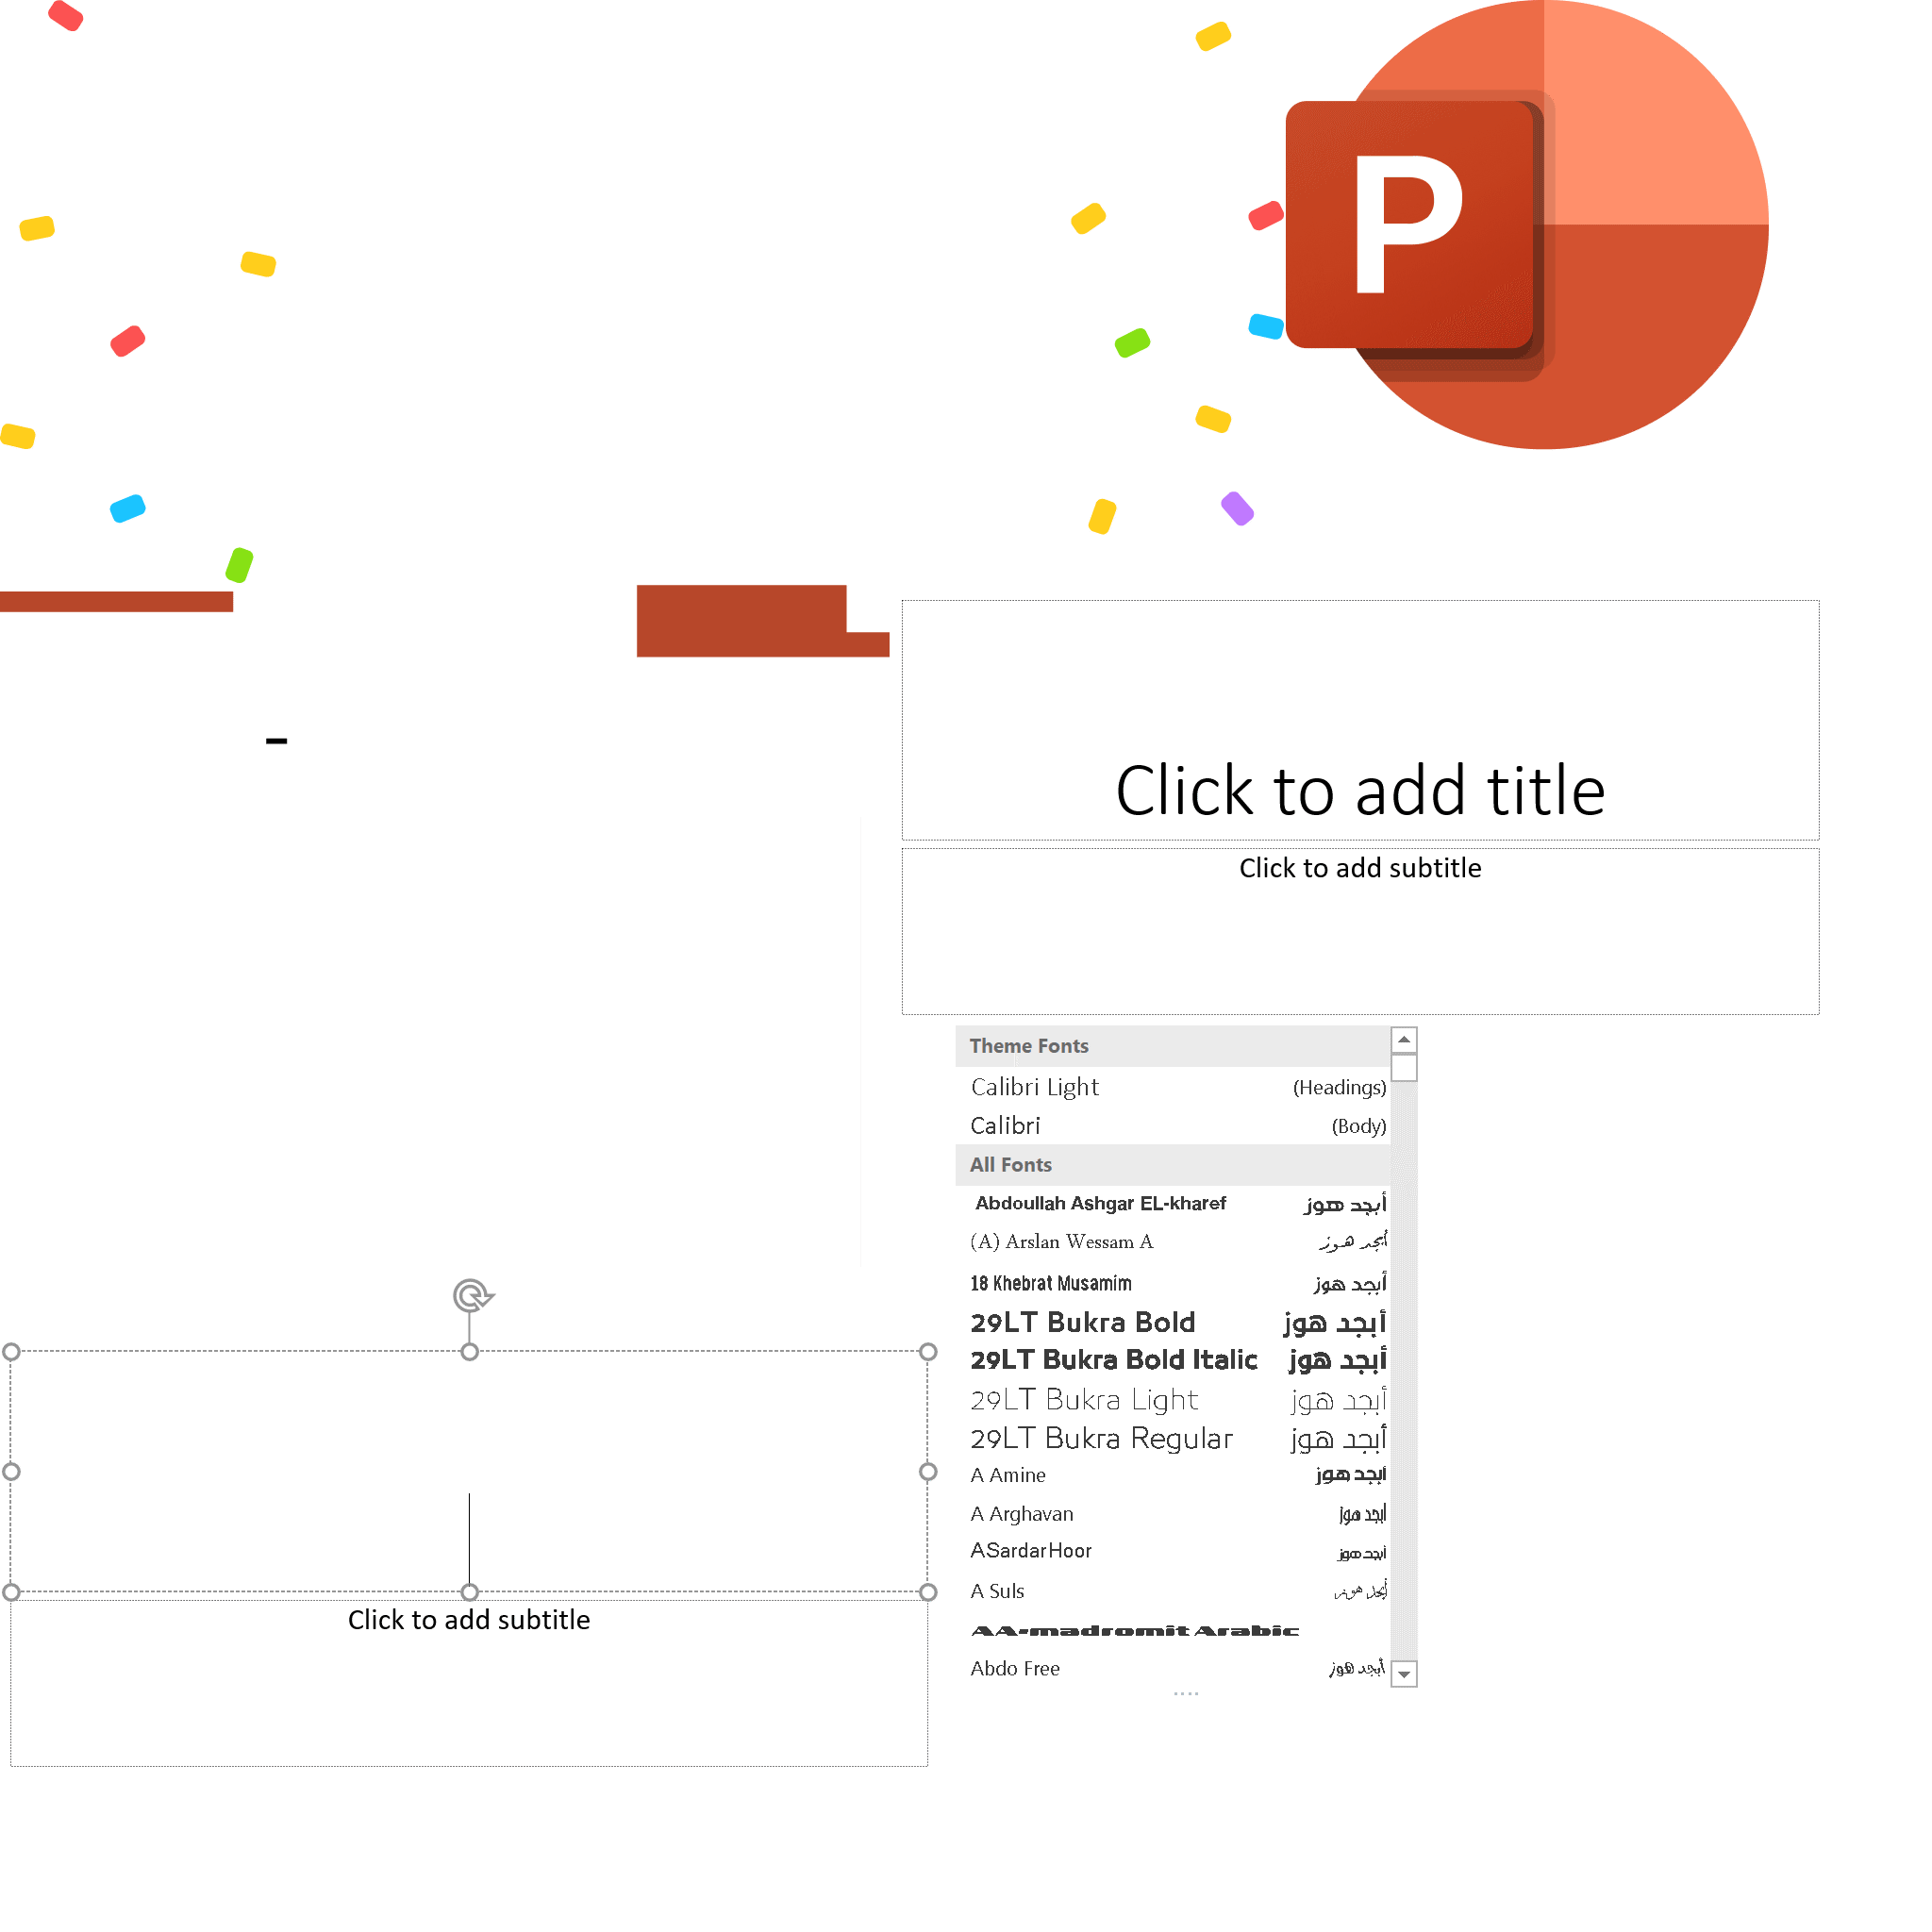 P
-
Click to add title
Click to add subtitle
Theme Fonts
Calibri Light (Headings)
Calibri (Body)
All Fonts
Abdoullah Ashgar EL-kharef أبجد هوز
(A) Arslan Wessam A أبجد هوز
18 Khebrat Musamim أبجد هوز
29LT Bukra Bold أبجد هوز
29LT Bukra Bold Italic أبجد هوز
29LT Bukra Light أبجد هوز
29LT Bukra Regular أبجد هوز
A Amine أبجد هوز
A Arghavan أبجد هوز
ASardarHoor أبجد هوز
A Suls أبجد هوز
AA-madromit Arabic
Abdo Free أبجد هوز
Click to add subtitle